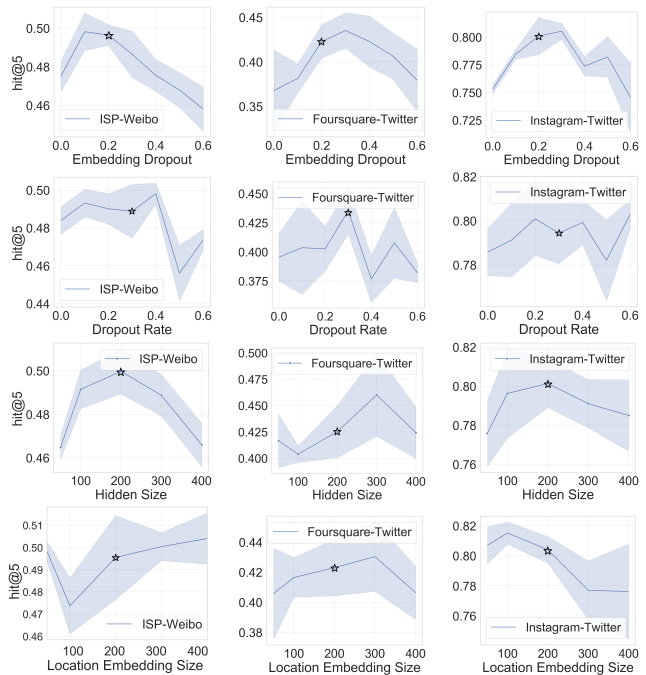 hit@5
0.50
0.48
0.46
ISP-Weibo
0.0 0.2 0.4 0.6
Embedding Dropout
0.45
0.40
0.35
Foursquare-Twitter
0.0 0.2 0.4 0.6
Embedding Dropout
0.800
0.775
0.750
0.725
Instagram-Twitter
0.0 0.2 0.4 0.6
Embedding Dropout
hit@5
0.50
0.48
0.46
0.44
ISP-Weibo
0.0 0.2 0.4 0.6
Dropout Rate
0.450
0.425
0.400
0.375
Foursquare-Twitter
0.0 0.2 0.4 0.6
Dropout Rate
0.82
0.80
0.78
Instagram-Twitter
0.0 0.2 0.4 0.6
Dropout Rate
hit@5
0.50
0.48
0.46
ISP-Weibo
100 200 300 400
Hidden Size
0.500
0.475
0.450
0.425
0.400
Foursquare-Twitter
100 200 300 400
Hidden Size
0.82
0.80
0.78
0.76
Instagram-Twitter
100 200 300 400
Hidden Size
hit@5
0.51
0.50
0.49
0.48
0.47
0.46
ISP-Weibo
100 200 300 400
Location Embedding Size
0.44
0.42
0.40
0.38
Foursquare-Twitter
100 200 300 400
Location Embedding Size
0.82
0.80
0.78
0.76
Instagram-Twitter
100 200 300 400
Location Embedding Size